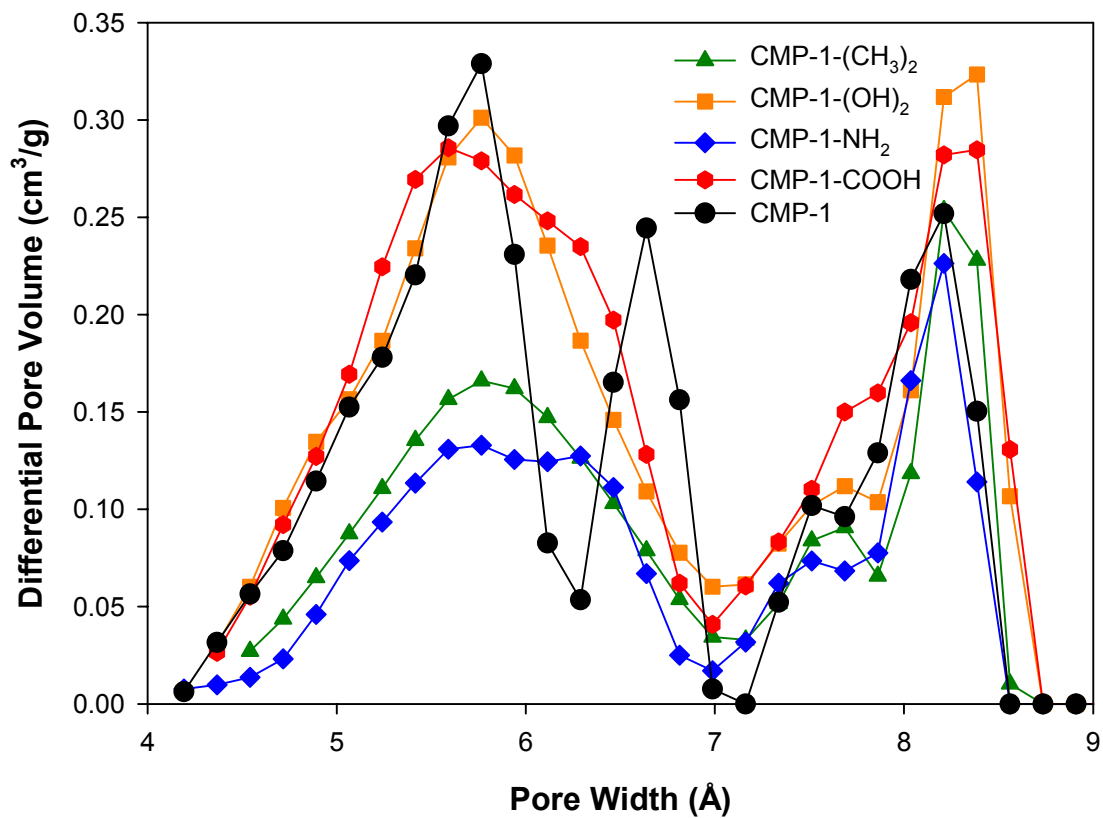 0.35
0.30
0.25
0.20
0.15
0.10
0.05
0.00
Differential Pore Volume (cm³/g)
CMP-1-(CH₃)₂
CMP-1-(OH)₂
CMP-1-NH₂
CMP-1-COOH
CMP-1
4 5 6 7 8 9
Pore Width (Å)